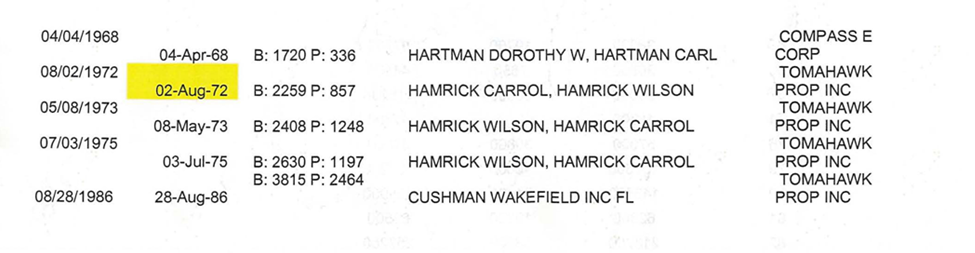 04/04/1968 COMPASS E
04-Apr-68 B: 1720 P: 336 HARTMAN DOROTHY W, HARTMAN CARL CORP
08/02/1972 TOMAHAWK
02-Aug-72 B: 2259 P: 857 HAMRICK CARROL, HAMRICK WILSON PROP INC
05/08/1973 TOMAHAWK
08-May-73 B: 2408 P: 1248 HAMRICK WILSON, HAMRICK CARROL PROP INC
07/03/1975 TOMAHAWK
03-Jul-75 B: 2630 P: 1197 HAMRICK WILSON, HAMRICK CARROL PROP INC
B: 3815 P: 2464 TOMAHAWK
08/28/1986 28-Aug-86 CUSHMAN WAKEFIELD INC FL PROP INC